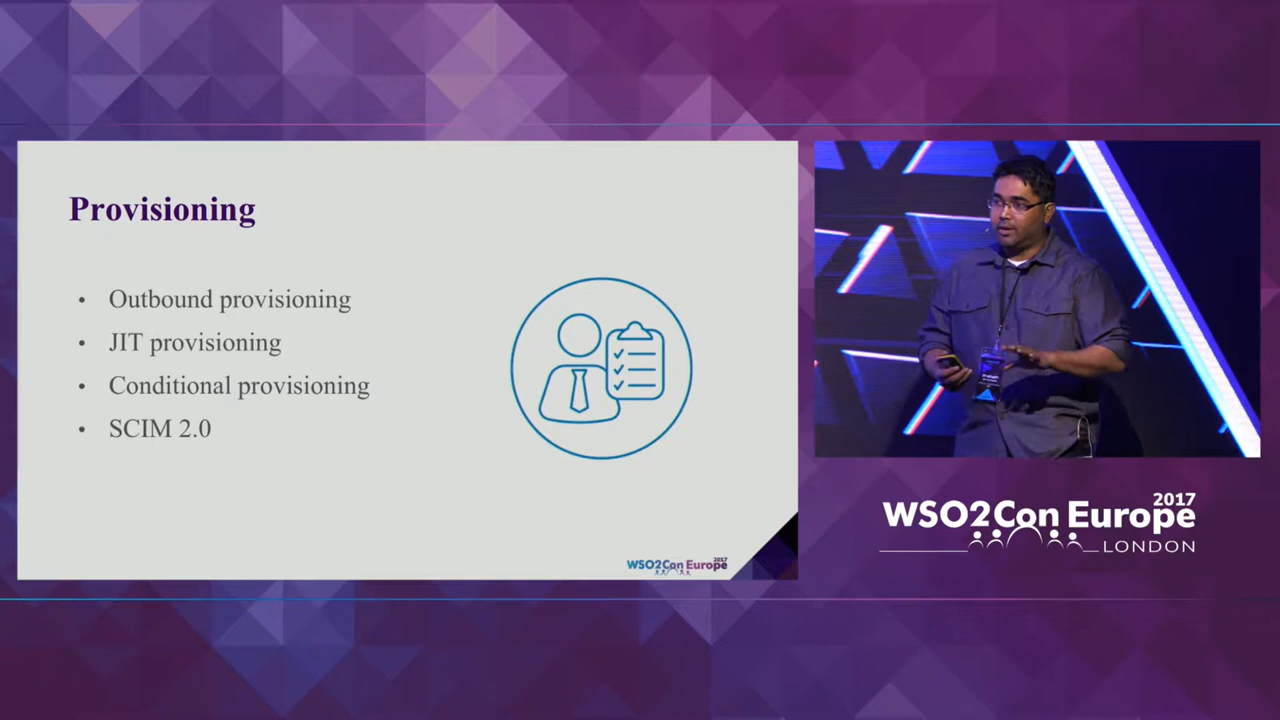 Provisioning
• Outbound provisioning
• JIT provisioning
• Conditional provisioning
• SCIM 2.0
WSO2Con Europe 2017
2017
WSO2Con Europe
LONDON